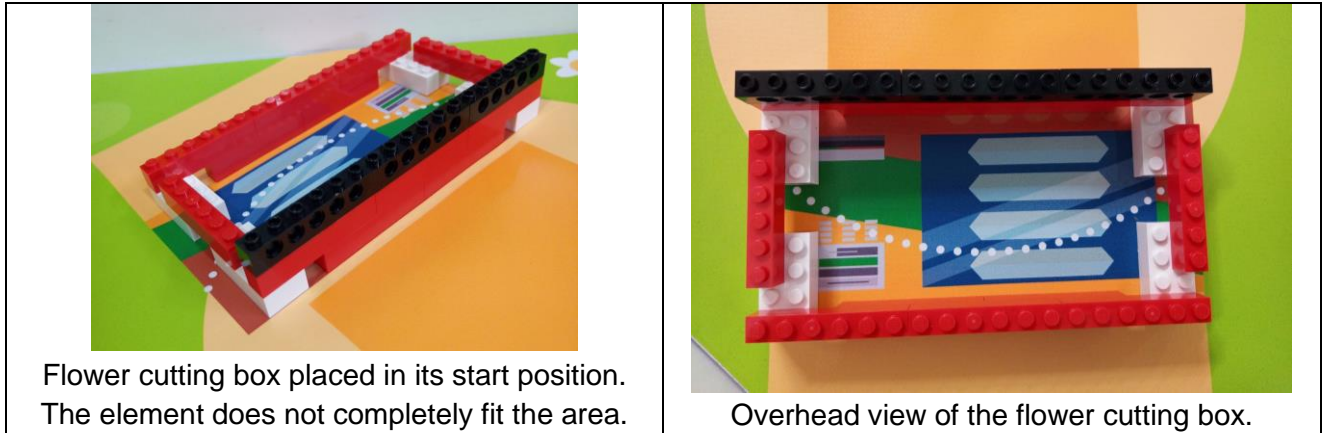 Flower cutting box placed in its start position.
The element does not completely fit the area.
Overhead view of the flower cutting box.